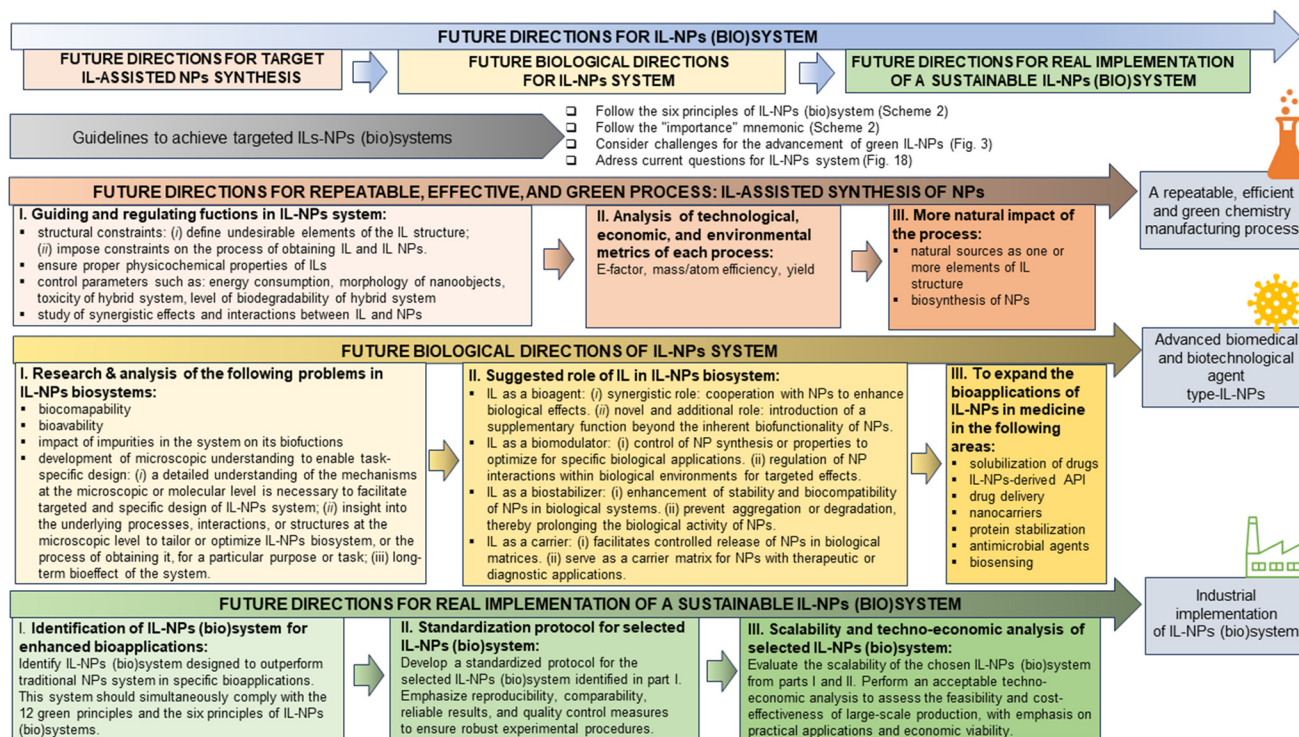 FUTURE DIRECTIONS FOR IL-NPs (BIO)SYSTEM
FUTURE DIRECTIONS FOR TARGET
IL-ASSISTED NPs SYNTHESIS
FUTURE BIOLOGICAL DIRECTIONS
FOR IL-NPs SYSTEM
FUTURE DIRECTIONS FOR REAL IMPLEMENTATION
OF A SUSTAINABLE IL-NPs (BIO)SYSTEM
Guidelines to achieve targeted ILs-NPs (bio)systems
❑ Follow the six principles of IL-NPs (bio)system (Scheme 2)
❑ Follow the "importance" mnemonic (Scheme 2)
❑ Consider challenges for the advancement of green IL-NPs (Fig. 3)
❑ Adress current questions for IL-NPs system (Fig. 18)
FUTURE DIRECTIONS FOR REPEATABLE, EFFECTIVE, AND GREEN PROCESS: IL-ASSISTED SYNTHESIS OF NPs
A repeatable, efficient
and green chemistry
manufacturing process
I. Guiding and regulating fuctions in IL-NPs system:
▪ structural constraints: (i) define undesirable elements of the IL structure;
(ii) impose constraints on the process of obtaining IL and IL NPs.
▪ ensure proper physicochemical properties of ILs
▪ control parameters such as: energy consumption, morphology of nanoobjects,
toxicity of hybrid system, level of biodegradability of hybrid system
▪ study of synergistic effects and interactions between IL and NPs
II. Analysis of technological,
economic, and environmental
metrics of each process:
E-factor, mass/atom efficiency, yield
III. More natural impact of
the process:
▪ natural sources as one or
more elements of IL
structure
▪ biosynthesis of NPs
FUTURE BIOLOGICAL DIRECTIONS OF IL-NPs SYSTEM
Advanced biomedical
and biotechnological
agent
type-IL-NPs
I. Research & analysis of the following problems in
IL-NPs biosystems:
▪ biocomapability
▪ bioavability
▪ impact of impurities in the system on its biofuctions
▪ development of microscopic understanding to enable task-
specific design: (i) a detailed understanding of the mechanisms
at the microscopic or molecular level is necessary to facilitate
targeted and specific design of IL-NPs system; (ii) insight into
the underlying processes, interactions, or structures at the
microscopic level to tailor or optimize IL-NPs biosystem, or the
process of obtaining it, for a particular purpose or task; (iii) long-
term bioeffect of the system.
II. Suggested role of IL in IL-NPs biosystem:
▪ IL as a bioagent: (i) synergistic role: cooperation with NPs to enhance
biological effects. (ii) novel and additional role: introduction of a
supplementary function beyond the inherent biofunctionality of NPs.
▪ IL as a biomodulator: (i) control of NP synthesis or properties to
optimize for specific biological applications. (ii) regulation of NP
interactions within biological environments for targeted effects.
▪ IL as a biostabilizer: (i) enhancement of stability and biocompatibility
of NPs in biological systems. (ii) prevent aggregation or degradation,
thereby prolonging the biological activity of NPs.
▪ IL as a carrier: (i) facilitates controlled release of NPs in biological
matrices. (ii) serve as a carrier matrix for NPs with therapeutic or
diagnostic applications.
III. To expand the
bioapplications of
IL-NPs in medicine
in the following
areas:
▪ solubilization of drugs
▪ IL-NPs-derived API
▪ drug delivery
▪ nanocarriers
▪ protein stabilization
▪ antimicrobial agents
▪ biosensing
FUTURE DIRECTIONS FOR REAL IMPLEMENTATION OF A SUSTAINABLE IL-NPs (BIO)SYSTEM
Industrial
implementation
of IL-NPs (bio)system
I. Identification of IL-NPs (bio)system for
enhanced bioapplications:
Identify IL-NPs (bio)system designed to outperform
traditional NPs system in specific bioapplications.
This system should simultaneously comply with the
12 green principles and the six principles of IL-NPs
(bio)systems.
II. Standardization protocol for selected
IL-NPs (bio)system:
Develop a standardized protocol for the
selected IL-NPs (bio)system identified in part I.
Emphasize reproducibility, comparability,
reliable results, and quality control measures
to ensure robust experimental procedures.
III. Scalability and techno-economic analysis of
selected IL-NPs (bio)system:
Evaluate the scalability of the chosen IL-NPs (bio)system
from parts I and II. Perform an acceptable techno-
economic analysis to assess the feasibility and cost-
effectiveness of large-scale production, with emphasis on
practical applications and economic viability.